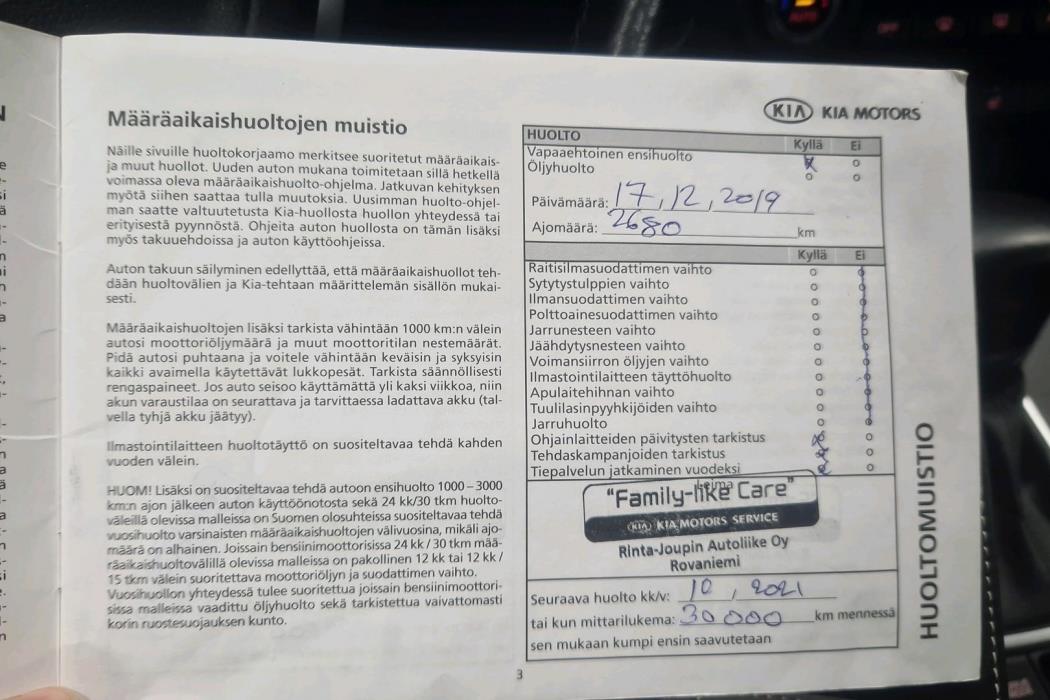 Määräaikaishuoltojen muistio
Näille sivuille huoltokorjaamo merkitsee suoritetut määräaikais-
ja muut huollot. Uuden auton mukana toimitetaan sillä hetkellä
voimassa oleva määräaikaishuolto-ohjelma. Jatkuvan kehityksen
myötä siihen saattaa tulla muutoksia. Uusimman huolto-ohjel-
man saatte valtuutetusta Kia-huollosta huollon yhteydessä tai
erityisestä pyynnöstä. Ohjeita auton huollosta on tämän lisäksi
myös takuuehdoissa ja auton käyttöohjeissa.
Auton takuun säilyminen edellyttää, että määräaikaishuollot teh-
dään huoltovälien ja Kia-tehtaan määrittelemän sisällön mukai-
sesti.
Määräaikaishuoltojen lisäksi tarkista vähintään 1000 km:n välein
autosi moottoriöljymäärä ja muut moottoritilan nestemäärät.
Pidä autosi puhtaana ja voitele vähintään keväisin ja syksyisin
kaikki avaimella käytettävät lukkopesät. Tarkista säännöllisesti
rengaspaineet. Jos auto seisoo käyttämättä yli kaksi viikkoa, niin
akun varaustilaa on seurattava ja tarvittaessa ladattava akku (tal-
vella tyhjä akku jäätyy).
Ilmastointilaitteen huoltotäyttö on suositeltavaa tehdä kahden
vuoden välein.
HUOM! Lisäksi on suositeltavaa tehdä autoon ensihuolto 1000 – 3000
km:n ajon jälkeen auton käyttöönotosta sekä 24 kk/30 tkm huolto-
väleillä olevissa malleissa on Suomen olosuhteissa suositeltavaa tehdä
vuosihuolto varsinaisten määräaikaishuoltojen välivuosina, mikäli ajo-
määrä on alhainen. Joissain bensiinimoottorisissa 24 kk / 30 tkm mää-
räaikaishuoltovälillä olevissa malleissa on pakollinen 12 kk tai 12 kk /
15 tkm välein suoritettava moottoriöljyn ja suodattimen vaihto.
Vuosihuollon yhteydessä tulee suoritettua joissain bensiinimoottori-
sissa malleissa vaadittu öljyhuolto sekä tarkistettua vaivattomasti
korin ruostesuojauksen kunto.
KIA KIA MOTORS
HUOLTO Kyllä Ei
Vapaaehtoinen ensihuolto
Öljyhuolto
Päivämäärä: 17,12,2019
Ajomäärä: 2680 km
Kyllä Ei
Raitisilmasuodattimen vaihto
Sytytystulppien vaihto
Ilmansuodattimen vaihto
Polttoainesuodattimen vaihto
Jarrunesteen vaihto
Jäähdytysnesteen vaihto
Voimansiirron öljyjen vaihto
Ilmastointilaitteen täyttöhuolto
Apulaitehihnan vaihto
Tuulilasinpyyhkijöiden vaihto
Jarruhuolto
Ohjainlaitteiden päivitysten tarkistus
Tehdaskampanjoiden tarkistus
Tiepalvelun jatkaminen vuodeksi
Leima
"Family-like Care"
KIA KIA MOTORS SERVICE
Rinta-Joupin Autoliike Oy
Rovaniemi
Seuraava huolto kk/v: 10, 2021
tai kun mittarilukema: 30000 km mennessä
sen mukaan kumpi ensin saavutetaan
HUOLTOMUISTIO
3